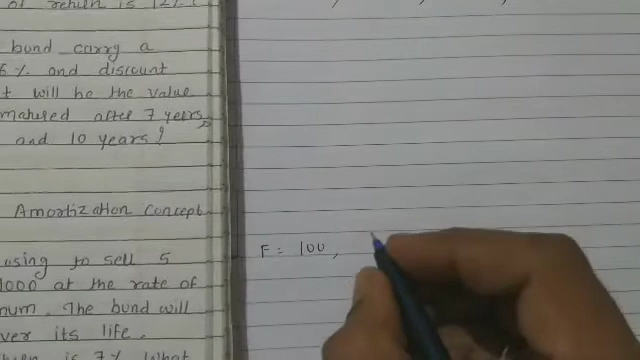 of return is 12%.
bond carry a
6% and discount
t will be the value
matured after 7 years,
and 10 years?
Amortization Concept
using to sell 5
1000 at the rate of
num. The bond will
over its life.
is 7%. What
F = 100,